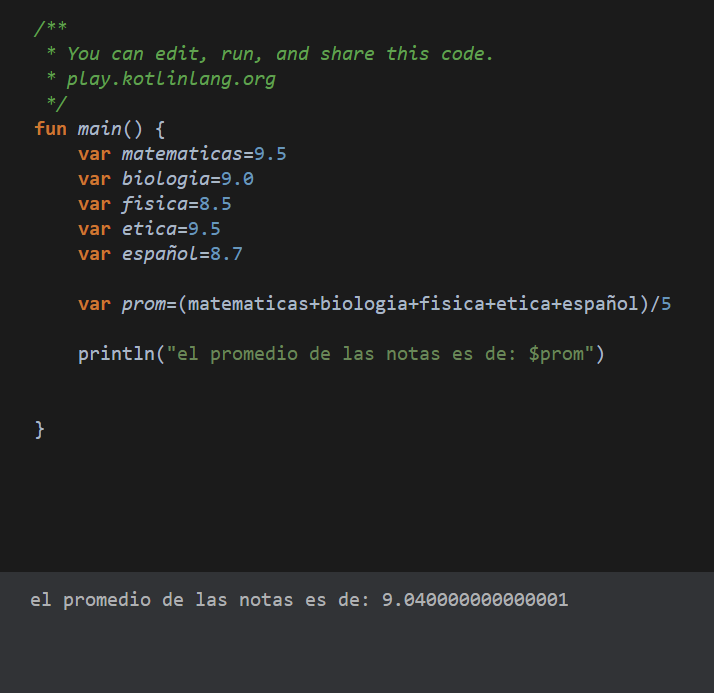 /**
 * You can edit, run, and share this code.
 * play.kotlinlang.org
 */
fun main() {
    var matematicas=9.5
    var biologia=9.0
    var fisica=8.5
    var etica=9.5
    var español=8.7
    var prom=(matematicas+biologia+fisica+etica+español)/5
    println("el promedio de las notas es de: $prom")
}
el promedio de las notas es de: 9.040000000000001